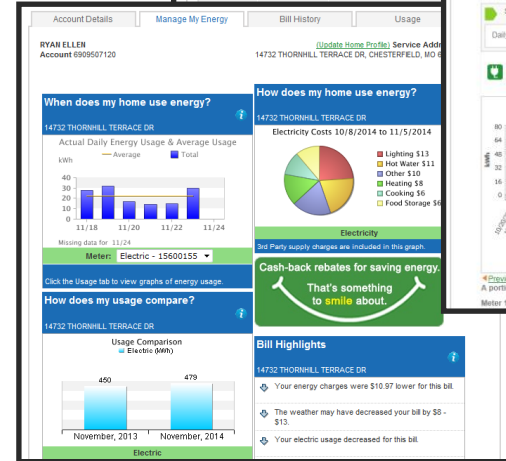 Account Details
Manage My Energy
Bill History
Usage
RYAN ELLEN
Account 6909507120
(Update Home Profile) Service Addr
14732 THORNHILL TERRACE DR, CHESTERFIELD, MO 6
When does my home use energy?
14732 THORNHILL TERRACE DR
Actual Daily Energy Usage & Average Usage
Average
Total
kWh
40
30
20
10
0
11/18
11/20
11/22
11/24
Missing data for 11/24
Meter: Electric - 15600155
Click the Usage tab to view graphs of energy usage.
How does my usage compare?
14732 THORNHILL TERRACE DR
Usage Comparison
Electric (kWh)
450
479
November, 2013
November, 2014
Electric
How does my home use energy?
14732 THORNHILL TERRACE DR
Electricity Costs 10/8/2014 to 11/5/2014
Lighting $13
Hot Water $11
Other $10
Heating $8
Cooking $6
Food Storage $6
Electricity
3rd Party supply charges are included in this graph.
Cash-back rebates for saving energy.
That's something
to smile about.
Bill Highlights
14732 THORNHILL TERRACE DR
Your energy charges were $10.97 lower for this bill.
The weather may have decreased your bill by $8 -
$13.
Your electric usage decreased for this bill.
Dail
80
64
48
32
16
0
kWh
Previ
A porti
Meter